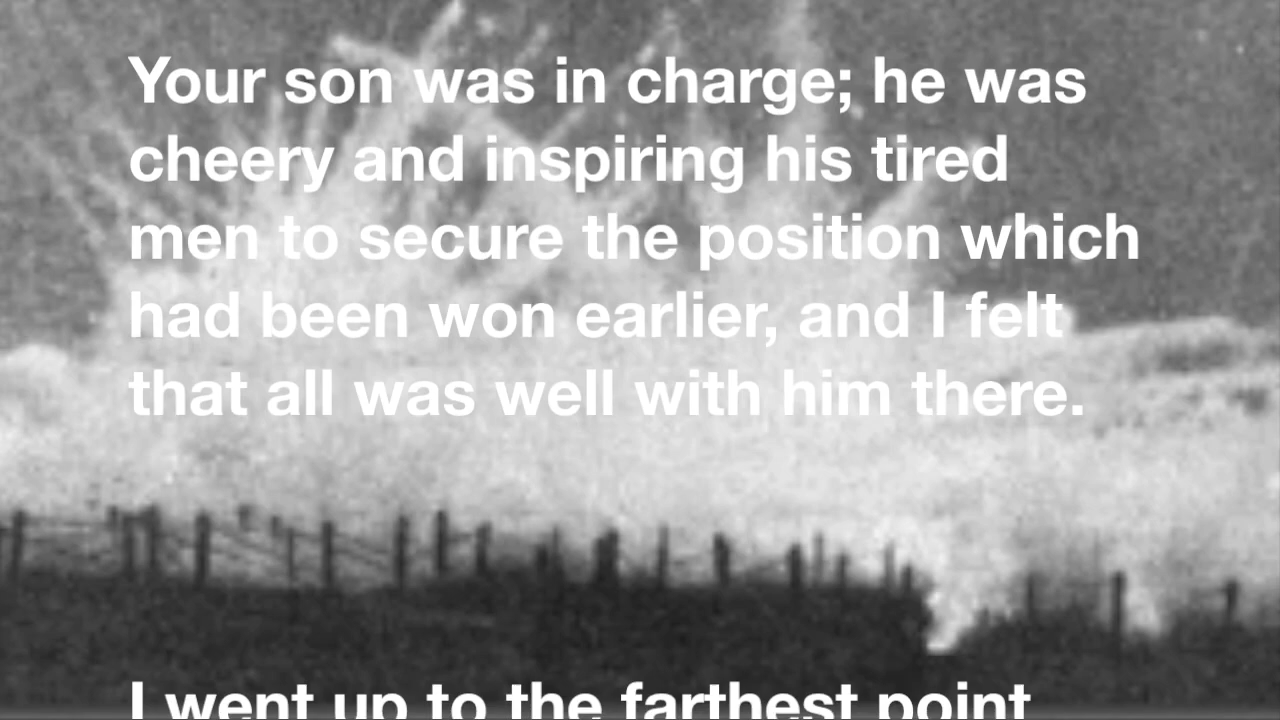 Your son was in charge; he was
cheery and inspiring his tired
men to secure the position which
had been won earlier, and I felt
that all was well with him there.
I went up to the farthest point